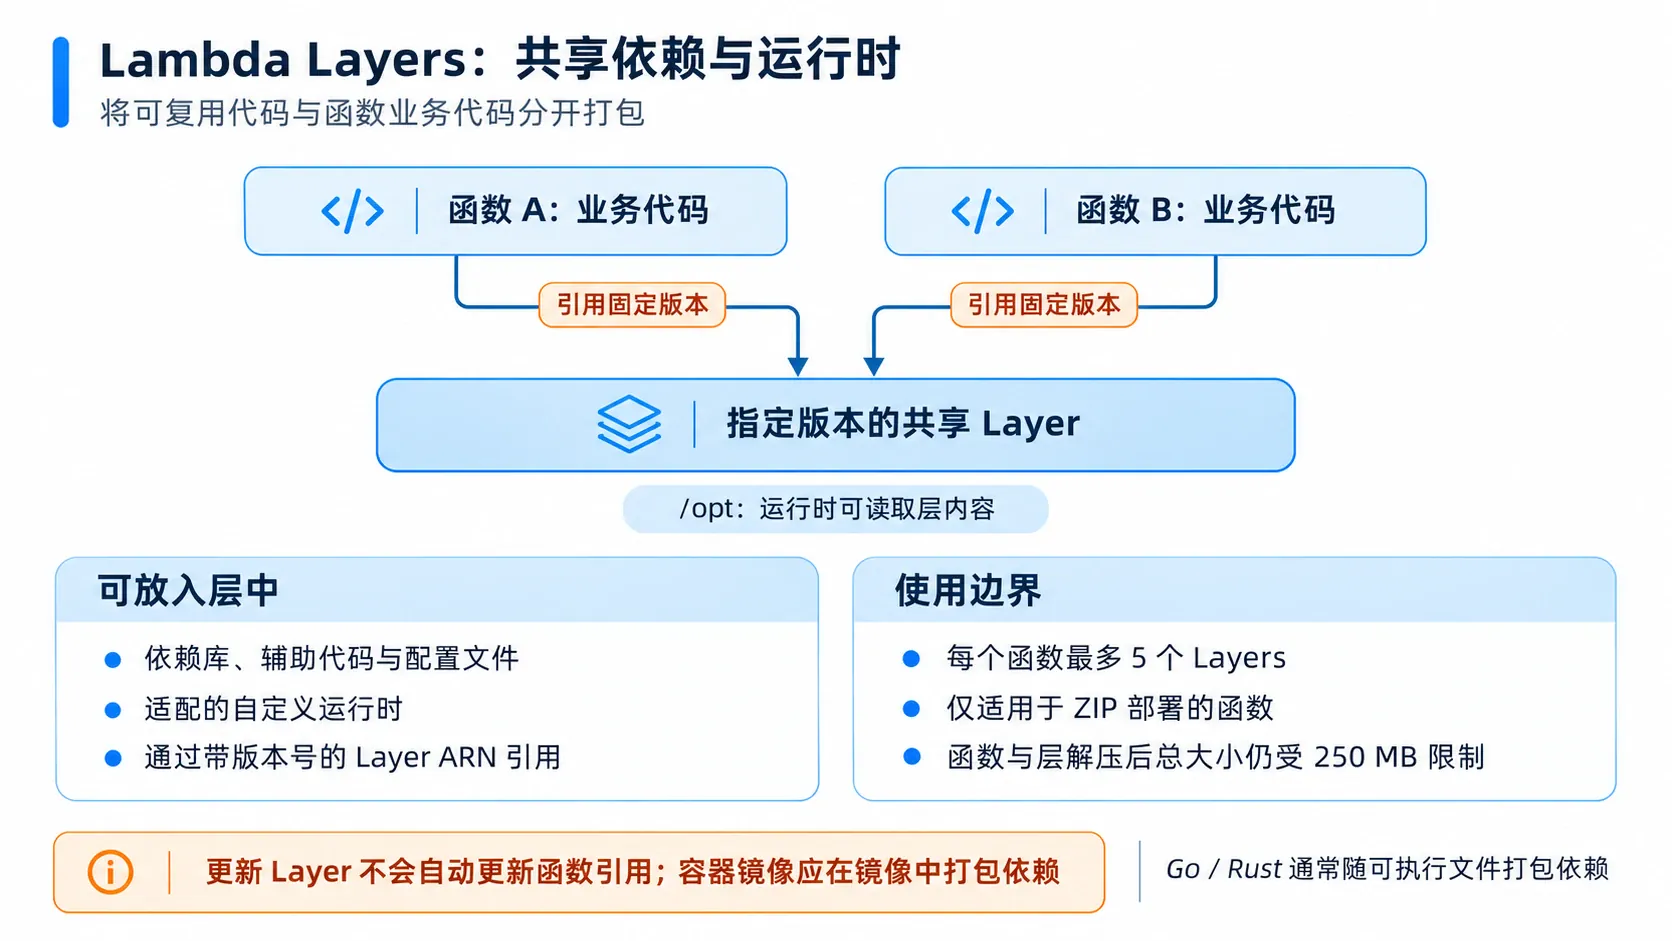 Lambda Layers：共享依赖与运行时
将可复用代码与函数业务代码分开打包
函数 A：业务代码
函数 B：业务代码
引用固定版本
引用固定版本
指定版本的共享 Layer
/opt：运行时可读取层内容
可放入层中
依赖库、辅助代码与配置文件
适配的自定义运行时
通过带版本号的 Layer ARN 引用
使用边界
每个函数最多 5 个 Layers
仅适用于 ZIP 部署的函数
函数与层解压后总大小仍受 250 MB 限制
更新 Layer 不会自动更新函数引用；容器镜像应在镜像中打包依赖
Go / Rust 通常随可执行文件打包依赖